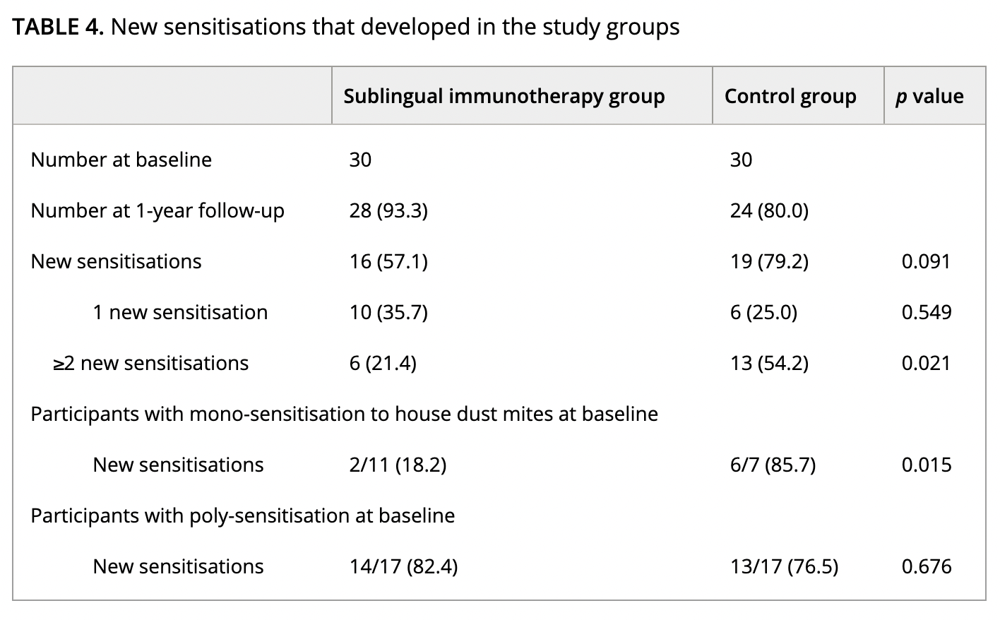 TABLE 4. New sensitisations that developed in the study groups
Sublingual immunotherapy group Control group p value
Number at baseline 30 30
Number at 1-year follow-up 28 (93.3) 24 (80.0)
New sensitisations 16 (57.1) 19 (79.2) 0.091
1 new sensitisation 10 (35.7) 6 (25.0) 0.549
≥2 new sensitisations 6 (21.4) 13 (54.2) 0.021
Participants with mono-sensitisation to house dust mites at baseline
New sensitisations 2/11 (18.2) 6/7 (85.7) 0.015
Participants with poly-sensitisation at baseline
New sensitisations 14/17 (82.4) 13/17 (76.5) 0.676